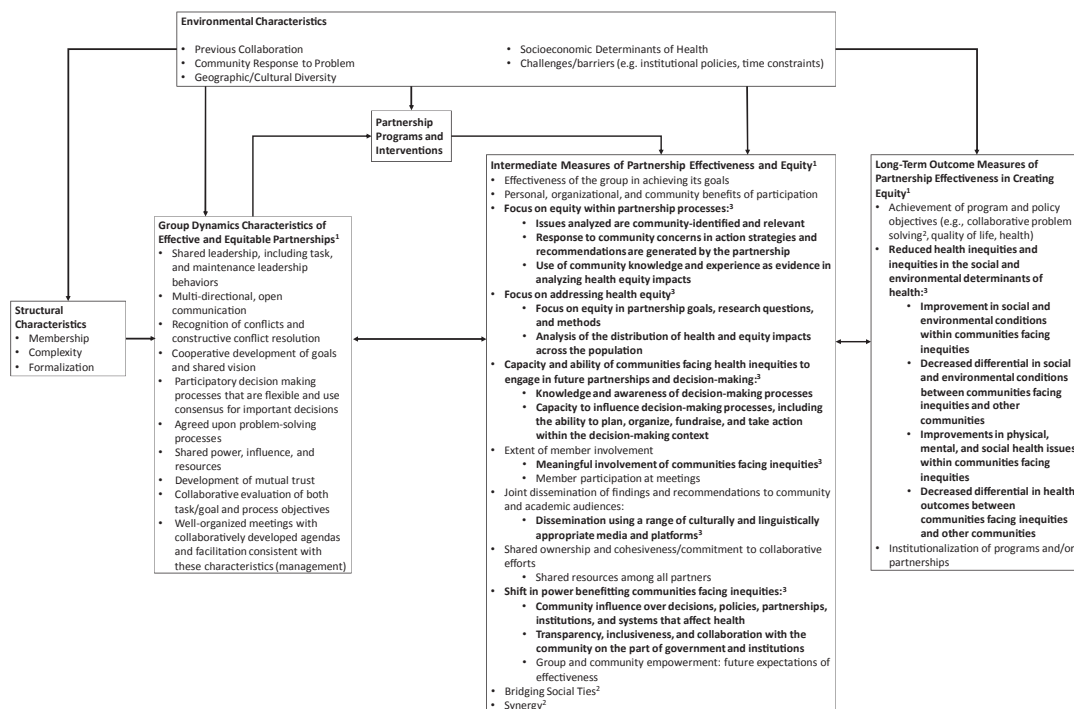 Environmental Characteristics
• Previous Collaboration
• Community Response to Problem
• Geographic/Cultural Diversity
• Socioeconomic Determinants of Health
• Challenges/barriers (e.g. institutional policies, time constraints)
Partnership
Programs and
Interventions
Structural
Characteristics
• Membership
• Complexity
• Formalization
Group Dynamics Characteristics of
Effective and Equitable Partnerships¹
• Shared leadership, including task,
and maintenance leadership
behaviors
• Multi-directional, open
communication
• Recognition of conflicts and
constructive conflict resolution
• Cooperative development of goals
and shared vision
• Participatory decision making
processes that are flexible and use
consensus for important decisions
• Agreed upon problem-solving
processes
• Shared power, influence, and
resources
• Development of mutual trust
• Collaborative evaluation of both
task/goal and process objectives
• Well-organized meetings with
collaboratively developed agendas
and facilitation consistent with
these characteristics (management)
Intermediate Measures of Partnership Effectiveness and Equity¹
• Effectiveness of the group in achieving its goals
• Personal, organizational, and community benefits of participation
• Focus on equity within partnership processes:³
• Issues analyzed are community-identified and relevant
• Response to community concerns in action strategies and
recommendations are generated by the partnership
• Use of community knowledge and experience as evidence in
analyzing health equity impacts
• Focus on addressing health equity³
• Focus on equity in partnership goals, research questions,
and methods
• Analysis of the distribution of health and equity impacts
across the population
• Capacity and ability of communities facing health inequities to
engage in future partnerships and decision-making:³
• Knowledge and awareness of decision-making processes
• Capacity to influence decision-making processes, including
the ability to plan, organize, fundraise, and take action
within the decision-making context
• Extent of member involvement
• Meaningful involvement of communities facing inequities³
• Member participation at meetings
• Joint dissemination of findings and recommendations to community
and academic audiences:
• Dissemination using a range of culturally and linguistically
appropriate media and platforms³
• Shared ownership and cohesiveness/commitment to collaborative
efforts
• Shared resources among all partners
• Shift in power benefitting communities facing inequities:³
• Community influence over decisions, policies, partnerships,
institutions, and systems that affect health
• Transparency, inclusiveness, and collaboration with the
community on the part of government and institutions
• Group and community empowerment: future expectations of
effectiveness
• Bridging Social Ties²
• Synergy²
Long-Term Outcome Measures of
Partnership Effectiveness in Creating
Equity¹
• Achievement of program and policy
objectives (e.g., collaborative problem
solving², quality of life, health)
• Reduced health inequities and
inequities in the social and
environmental determinants of
health:³
• Improvement in social and
environmental conditions
within communities facing
inequities
• Decreased differential in social
and environmental conditions
between communities facing
inequities and other
communities
• Improvements in physical,
mental, and social health issues
within communities facing
inequities
• Decreased differential in health
outcomes between
communities facing inequities
and other communities
• Institutionalization of programs and/or
partnerships